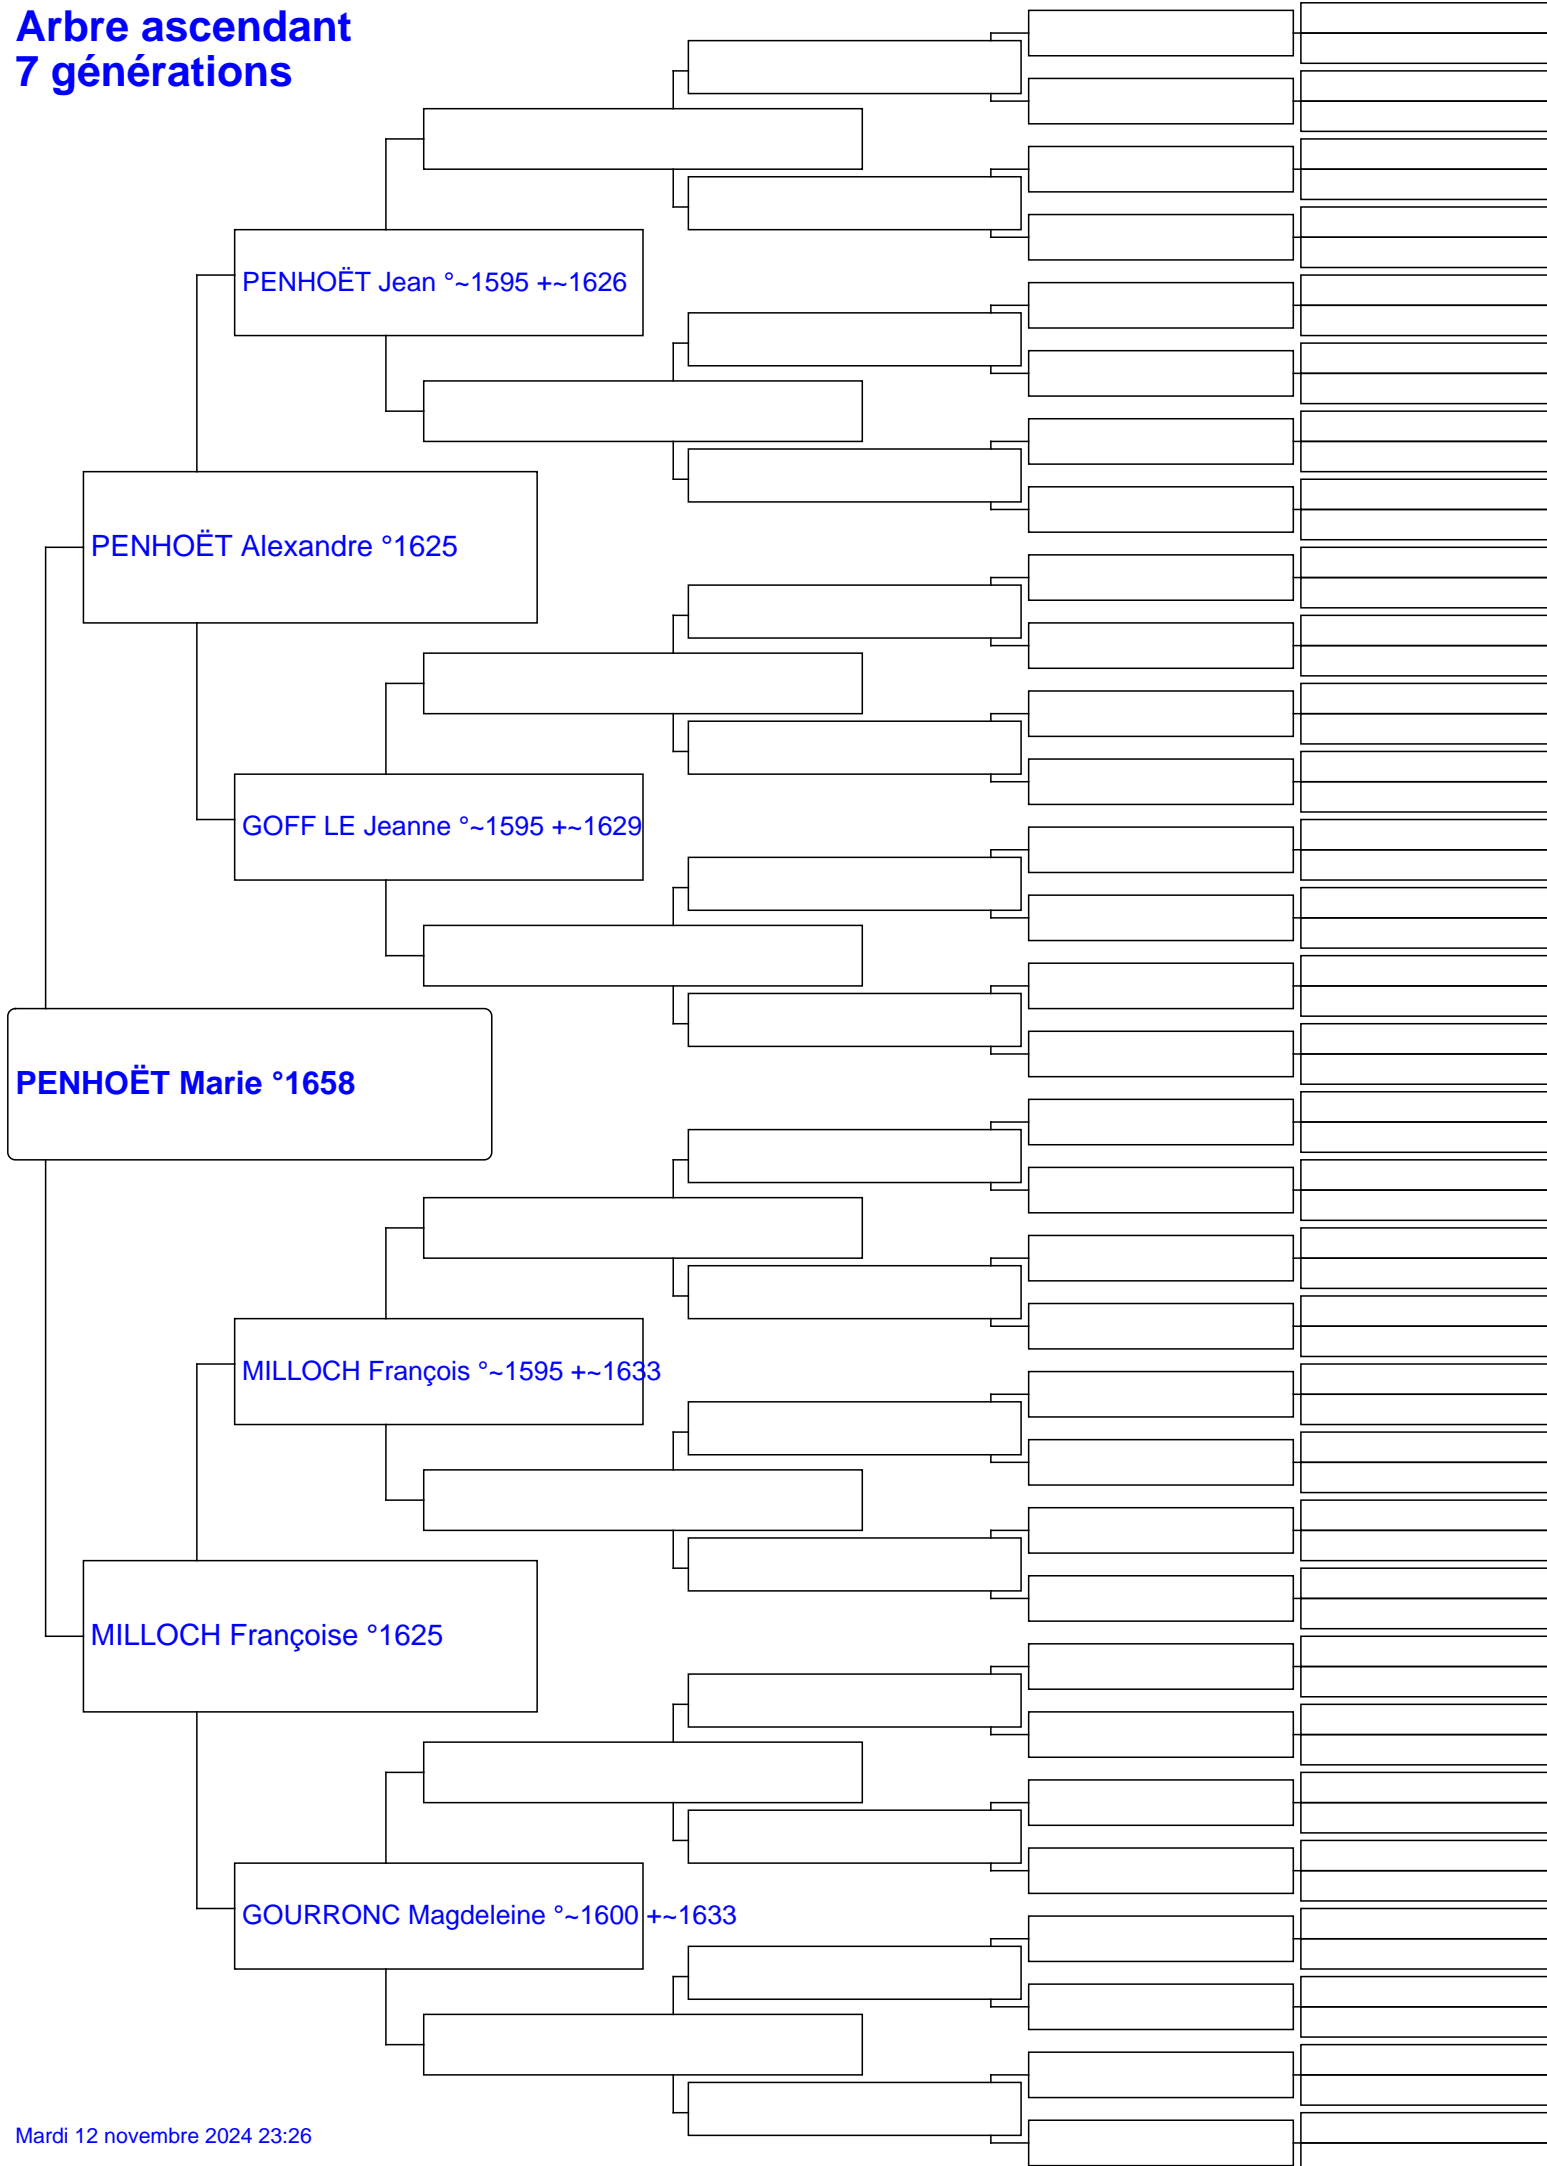 Arbre ascendant
7 générations
PENHOËT Jean °~1595 +~1626
PENHOËT Alexandre °1625
GOFF LE Jeanne °~1595 +~1629
PENHOËT Marie °1658
MILLOCH François °~1595 +~1633
MILLOCH Françoise °1625
GOURRONC Magdeleine °~1600 +~1633
Mardi 12 novembre 2024 23:26